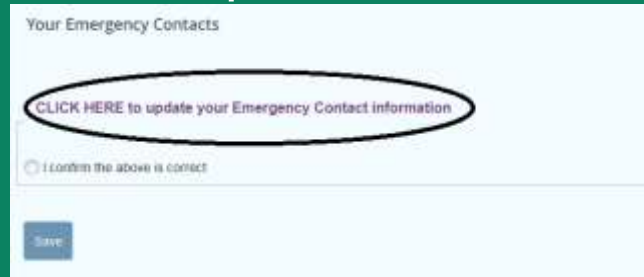 Your Emergency Contacts
CLICK HERE to update your Emergency Contact information
I confirm the above is correct
Save